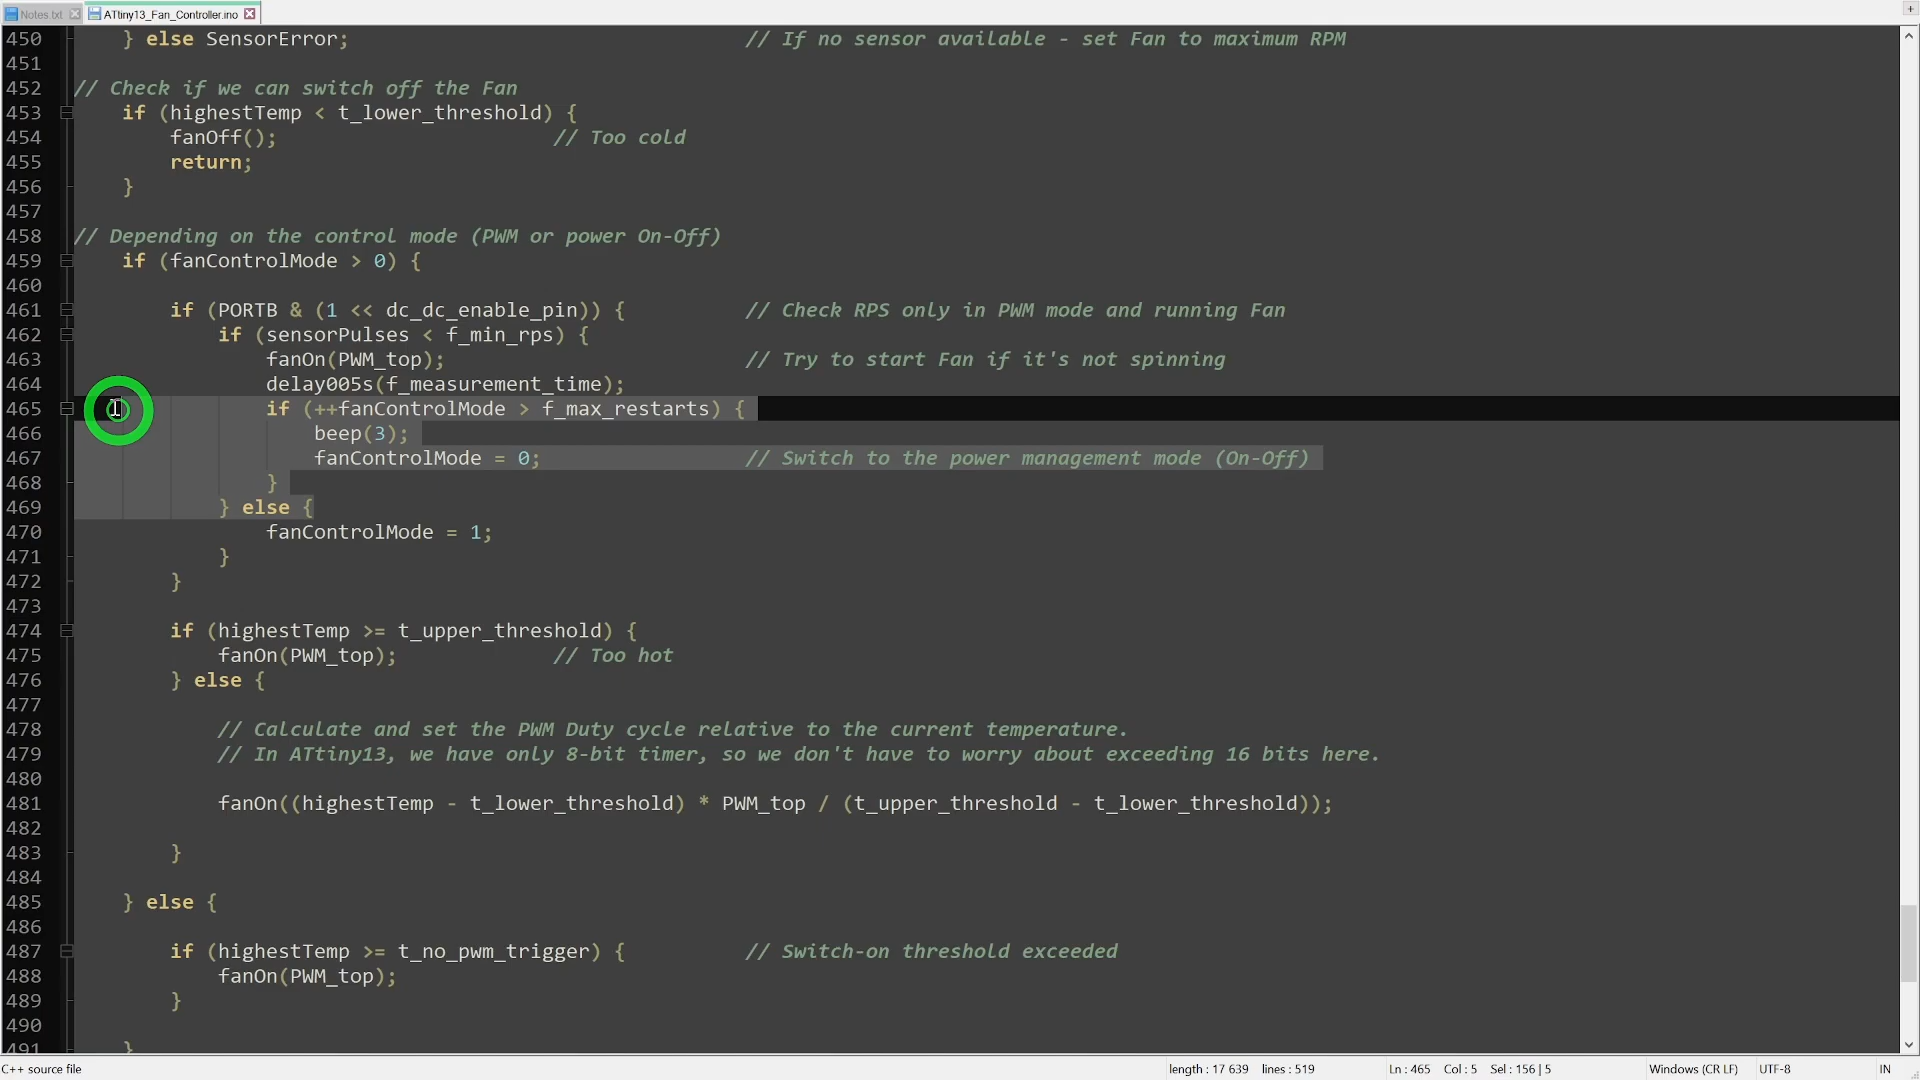 Notes.txt ATtiny13_Fan_Controller.ino
450 } else SensorError; // If no sensor available - set Fan to maximum RPM
451
452 // Check if we can switch off the Fan
453 if (highestTemp < t_lower_threshold) {
454 fanOff(); // Too cold
455 return;
456 }
457
458 // Depending on the control mode (PWM or power On-Off)
459 if (fanControlMode > 0) {
460
461 if (PORTB & (1 << dc_dc_enable_pin)) { // Check RPS only in PWM mode and running Fan
462 if (sensorPulses < f_min_rps) {
463 fanOn(PWM_top); // Try to start Fan if it's not spinning
464 delay005s(f_measurement_time);
465 if (++fanControlMode > f_max_restarts) {
466 beep(3);
467 fanControlMode = 0; // Switch to the power management mode (On-Off)
468 }
469 } else {
470 fanControlMode = 1;
471 }
472 }
473
474 if (highestTemp >= t_upper_threshold) {
475 fanOn(PWM_top); // Too hot
476 } else {
477
478 // Calculate and set the PWM Duty cycle relative to the current temperature.
479 // In ATtiny13, we have only 8-bit timer, so we don't have to worry about exceeding 16 bits here.
480
481 fanOn((highestTemp - t_lower_threshold) * PWM_top / (t_upper_threshold - t_lower_threshold));
482
483 }
484
485 } else {
486
487 if (highestTemp >= t_no_pwm_trigger) { // Switch-on threshold exceeded
488 fanOn(PWM_top);
489 }
490
491 }
C++ source file length : 17 639 lines : 519 Ln : 465 Col : 5 Sel : 156 | 5 Windows (CR LF) UTF-8 IN